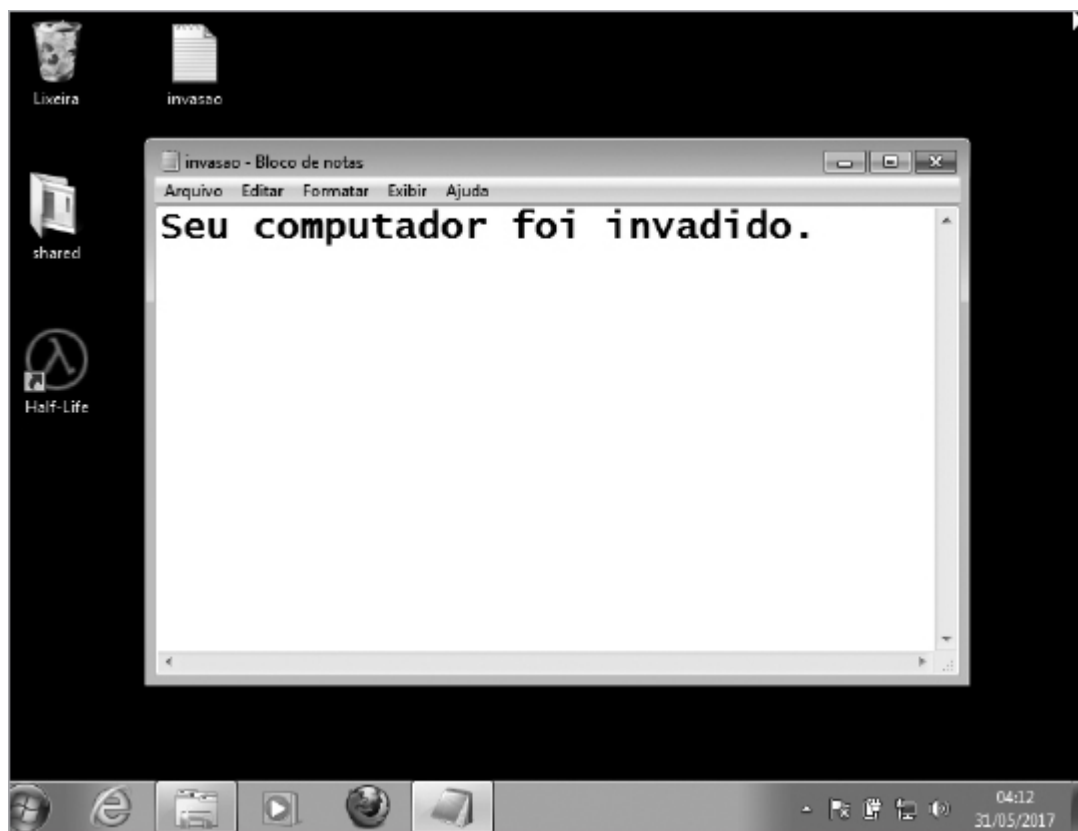 Lixeira
invasao
invasao - Bloco de notas
Arquivo Editar Formatar Exibir Ajuda
Seu computador foi invadido.
shared
Half-Life
04:12
31/05/2017